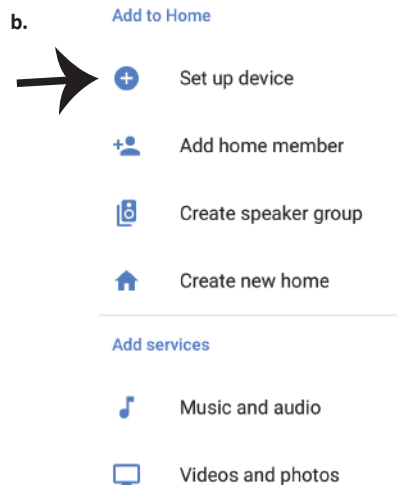 b.
Add to Home
Set up device
Add home member
Create speaker group
Create new home
Add services
Music and audio
Videos and photos